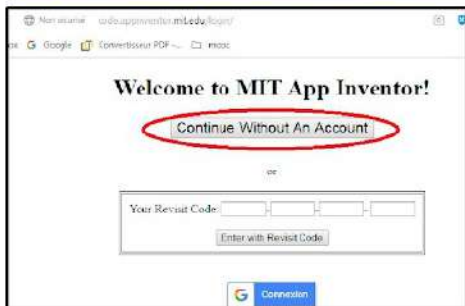 Non sécurisé code.appinventor.mit.edu/login/
Google Convertisseur PDF -... masc
Welcome to MIT App Inventor!
Continue Without An Account
or
Your Revisit Code: - - -
Enter with Revisit Code
G Connexion